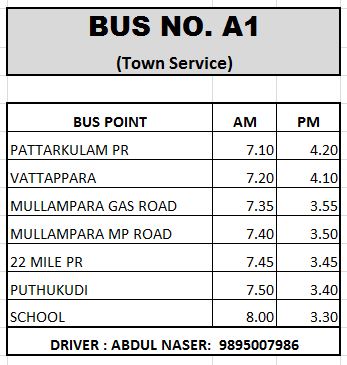 BUS NO. A1
(Town Service)
BUS POINT AM PM
PATTARKULAM PR 7.10 4.20
VATTAPPARA 7.20 4.10
MULLAMPARA GAS ROAD 7.35 3.55
MULLAMPARA MP ROAD 7.40 3.50
22 MILE PR 7.45 3.45
PUTHUKUDI 7.50 3.40
SCHOOL 8.00 3.30
DRIVER : ABDUL NASER: 9895007986